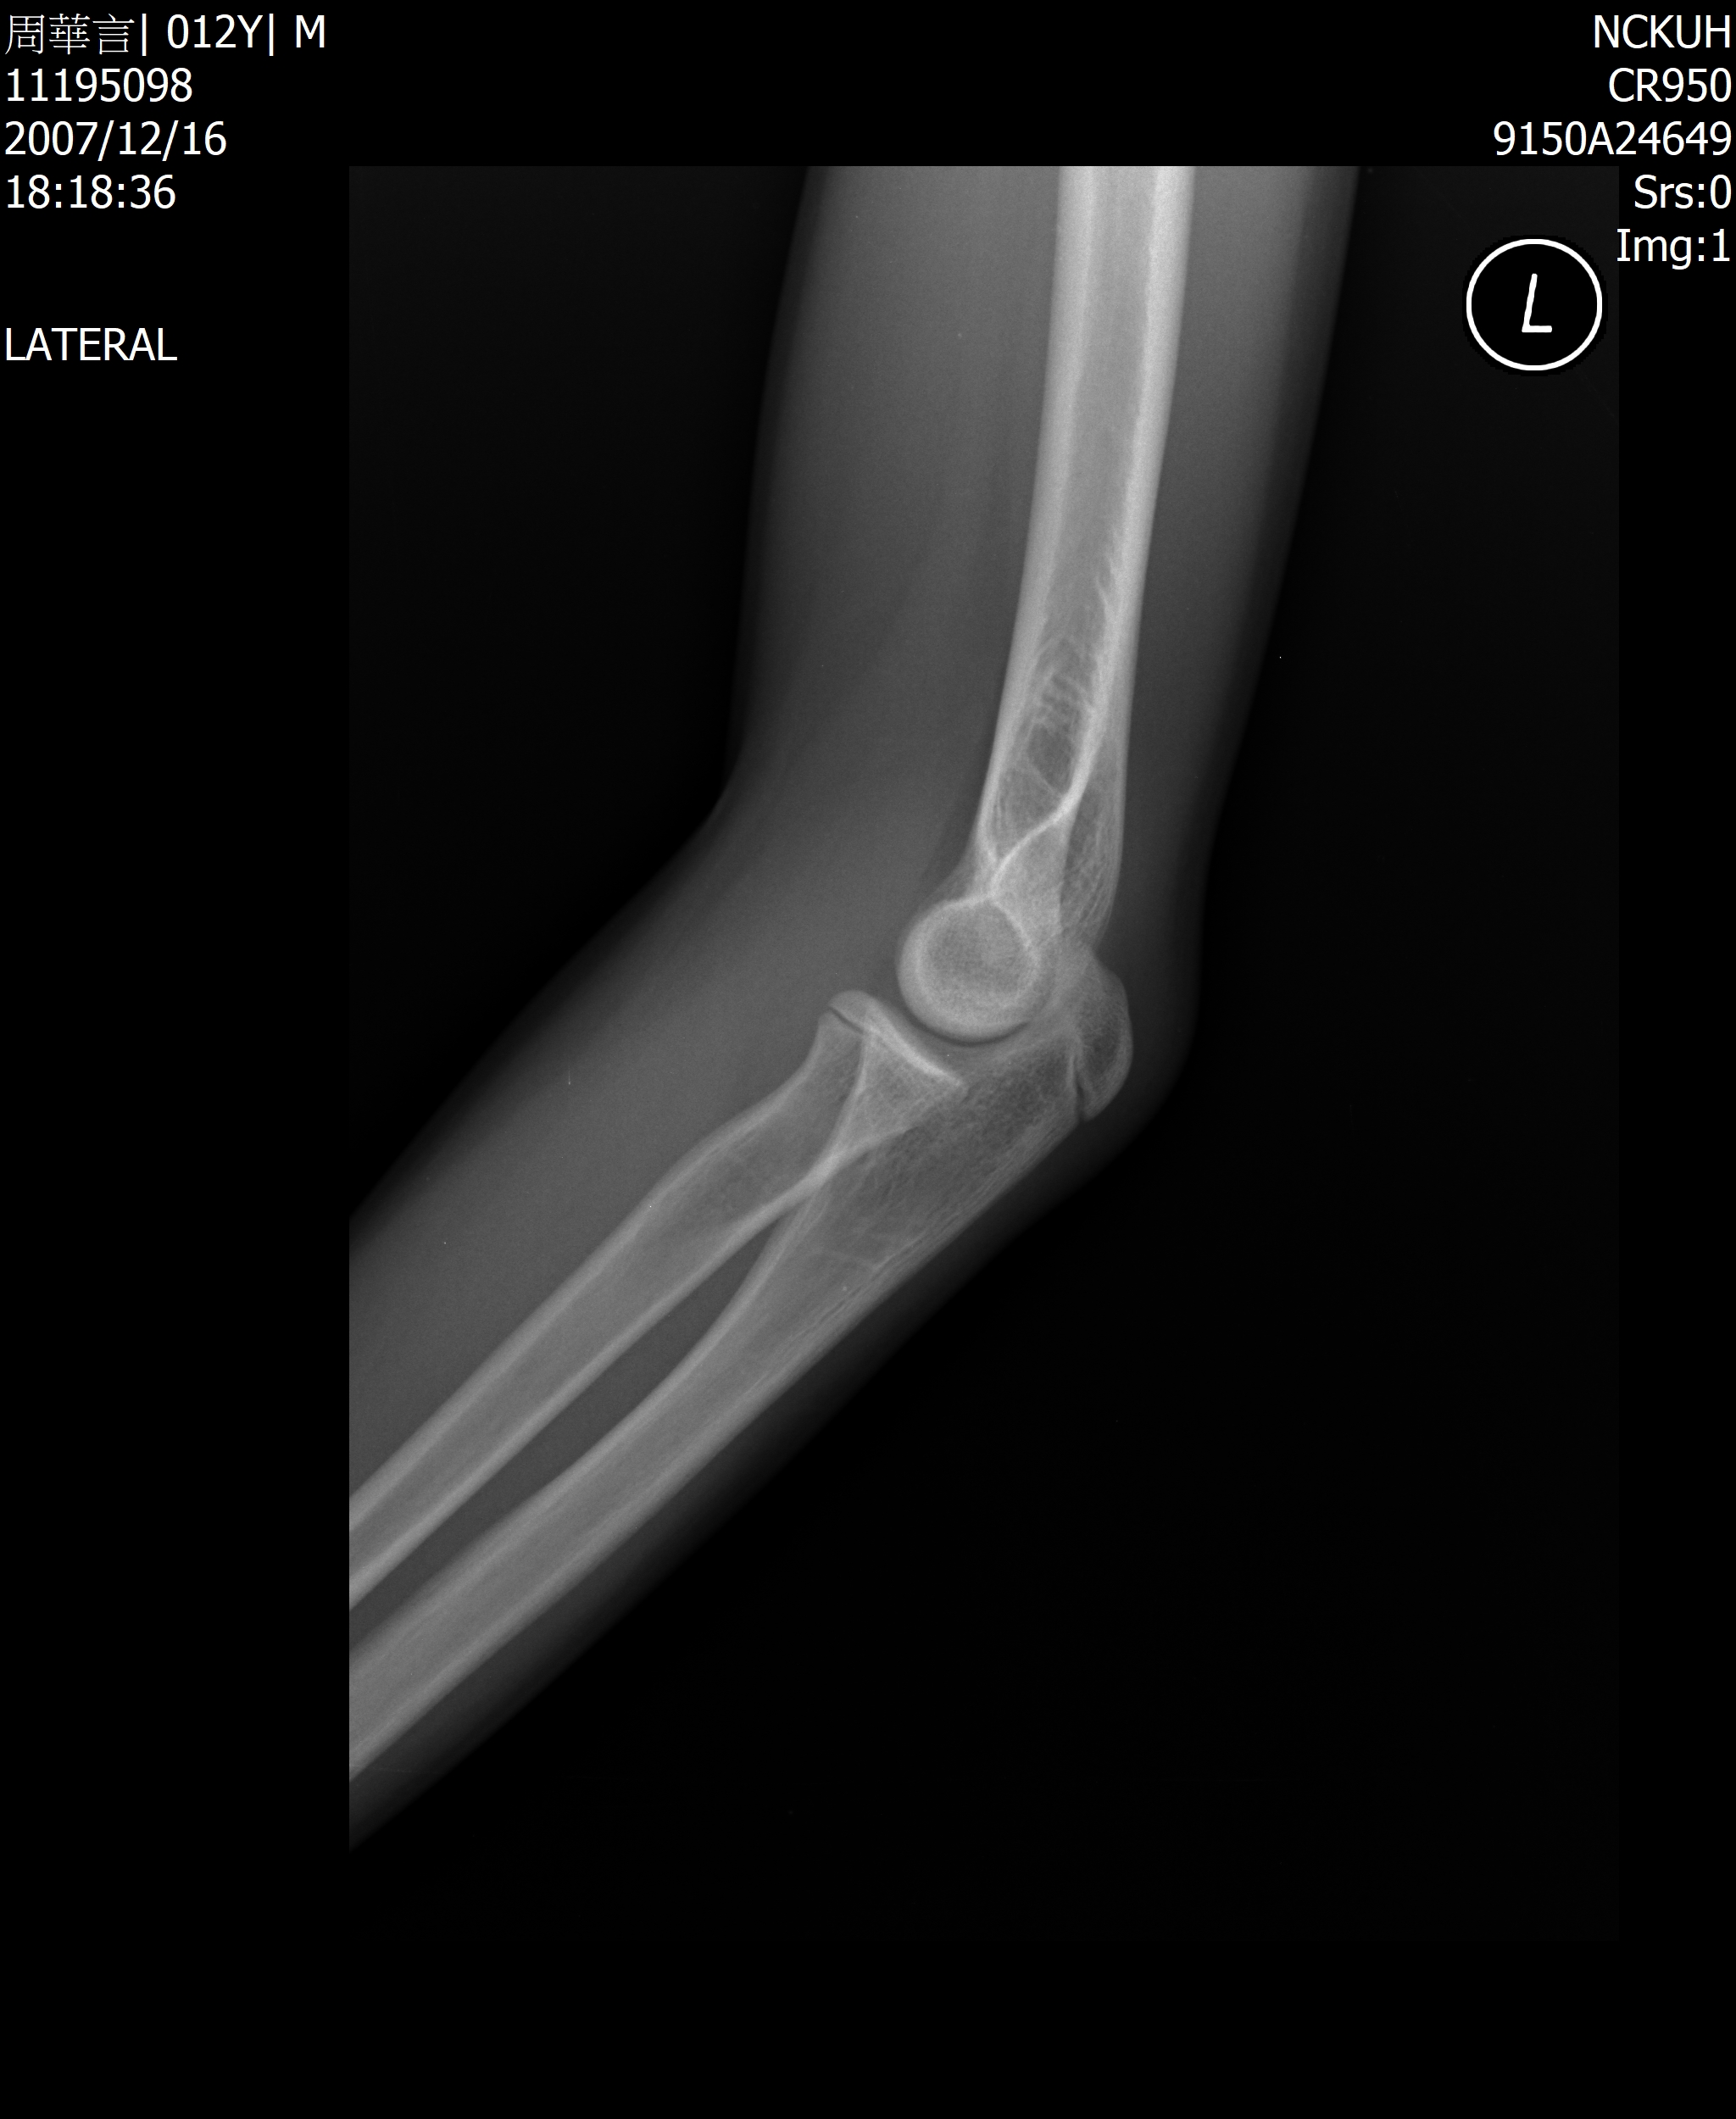 周華言| 012Y| M
11195098
2007/12/16
18:18:36
LATERAL
NCKUH
CR950
9150A24649
Srs:0
Img:1
L